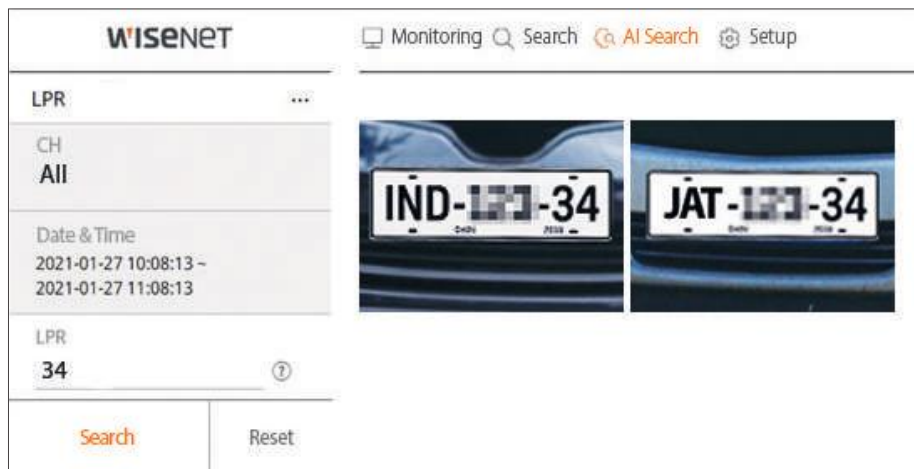 WISENET
Monitoring Search AI Search Setup
LPR ...
CH
All
Date & Time
2021-01-27 10:08:13 ~
2021-01-27 11:08:13
LPR
34 ?
Search Reset
IND- -34
JAT- -34